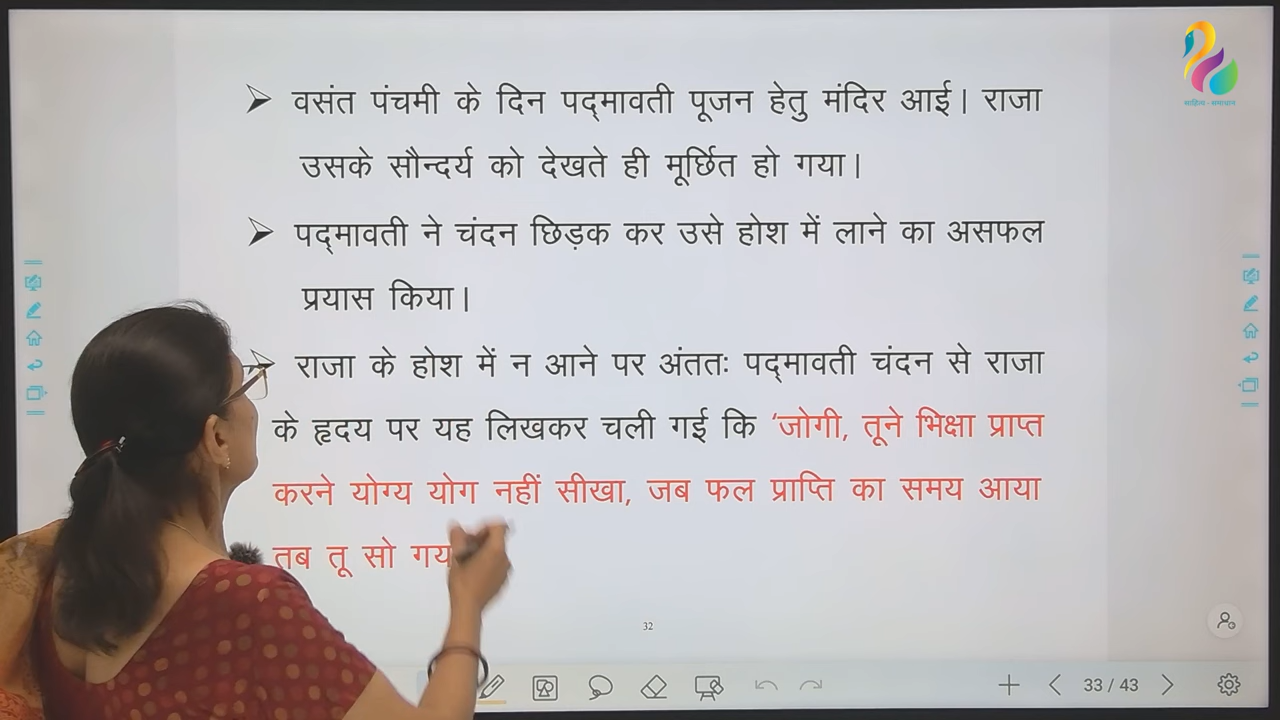 ➢ वसंत पंचमी के दिन पद्मावती पूजन हेतु मंदिर आई। राजा
उसके सौन्दर्य को देखते ही मूर्छित हो गया।
➢ पद्मावती ने चंदन छिड़क कर उसे होश में लाने का असफल
प्रयास किया।
➢ राजा के होश में न आने पर अंततः पद्मावती चंदन से राजा
के हृदय पर यह लिखकर चली गई कि ‘जोगी, तूने भिक्षा प्राप्त
करने योग्य योग नहीं सीखा, जब फल प्राप्ति का समय आया
तब तू सो
32
33 / 43
साहित्य - समाधान